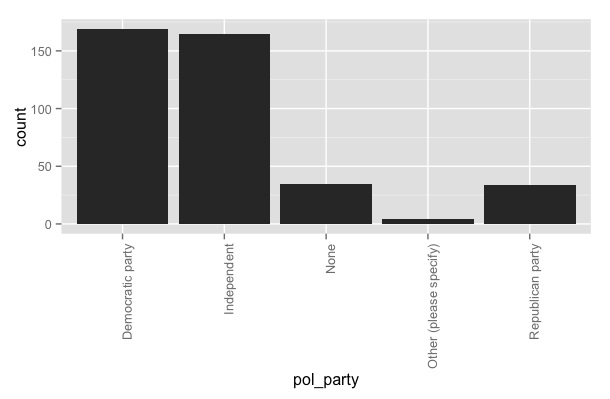 count
150
100
50
0
Democratic party
Independent
None
Other (please specify)
Republican party
pol_party